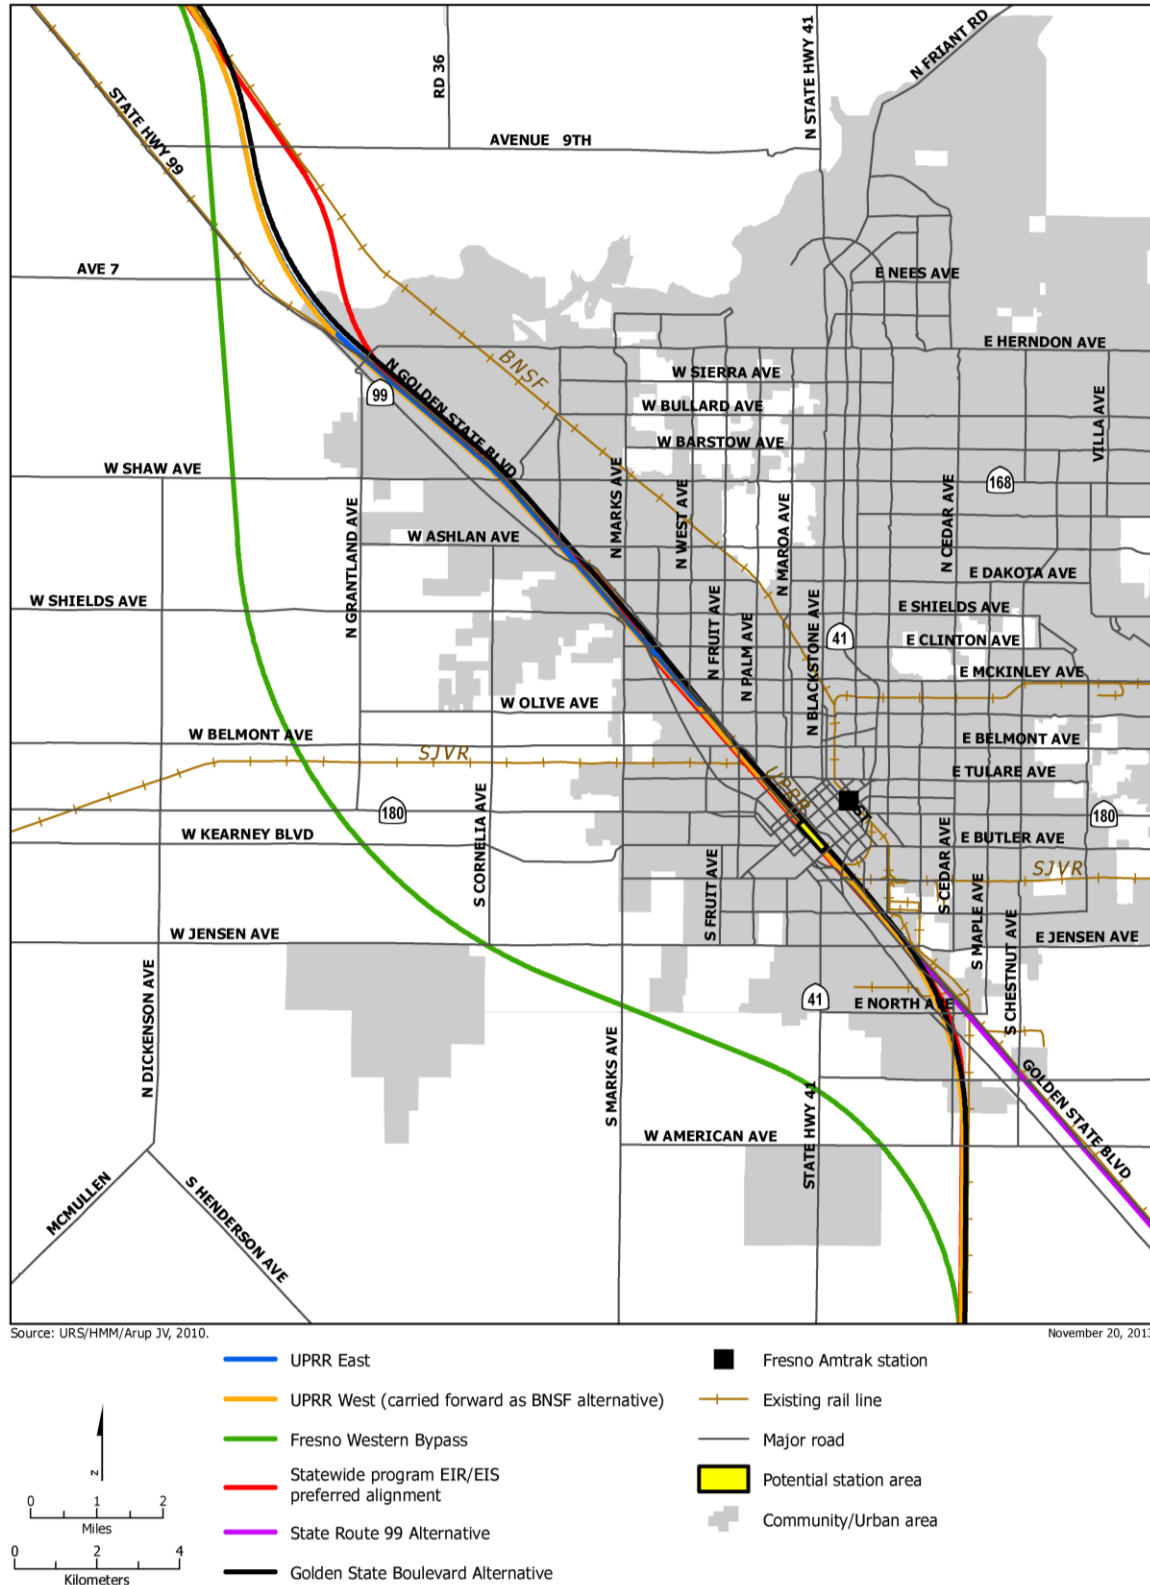 N FRIANT RD
N STATE HWY 41
RD 36
STATE HWY 99
AVENUE 9TH
AVE 7
E NEES AVE
E HERNDON AVE
BNSF
W SIERRA AVE
N GOLDEN STATE BLVD
99
W BULLARD AVE
VILLA AVE
W BARSTOW AVE
W SHAW AVE
168
N MARKS AVE
N WEST AVE
N MAROA AVE
N CEDAR AVE
N GRANTLAND AVE
W ASHLAN AVE
E DAKOTA AVE
W SHIELDS AVE
E SHIELDS AVE
N FRUIT AVE
N PALM AVE
N BLACKSTONE AVE
41
E CLINTON AVE
E MCKINLEY AVE
W OLIVE AVE
W BELMONT AVE
E BELMONT AVE
SJVR
UPRR
E TULARE AVE
180
ST
180
W KEARNEY BLVD
S CORNELIA AVE
E BUTLER AVE
S CEDAR AVE
SJVR
S FRUIT AVE
S MAPLE AVE
W JENSEN AVE
E JENSEN AVE
S CHESTNUT AVE
N DICKENSON AVE
41
E NORTH AVE
S MARKS AVE
GOLDEN STATE BLVD
STATE HWY 41
W AMERICAN AVE
MCMULLEN
S HENDERSON AVE
Source: URS/HMM/Arup JV, 2010.
November 20, 2013
UPRR East
UPRR West (carried forward as BNSF alternative)
Fresno Western Bypass
Statewide program EIR/EIS
preferred alignment
State Route 99 Alternative
Golden State Boulevard Alternative
Fresno Amtrak station
Existing rail line
Major road
Potential station area
Community/Urban area
N
0 1 2
Miles
0 2 4
Kilometers